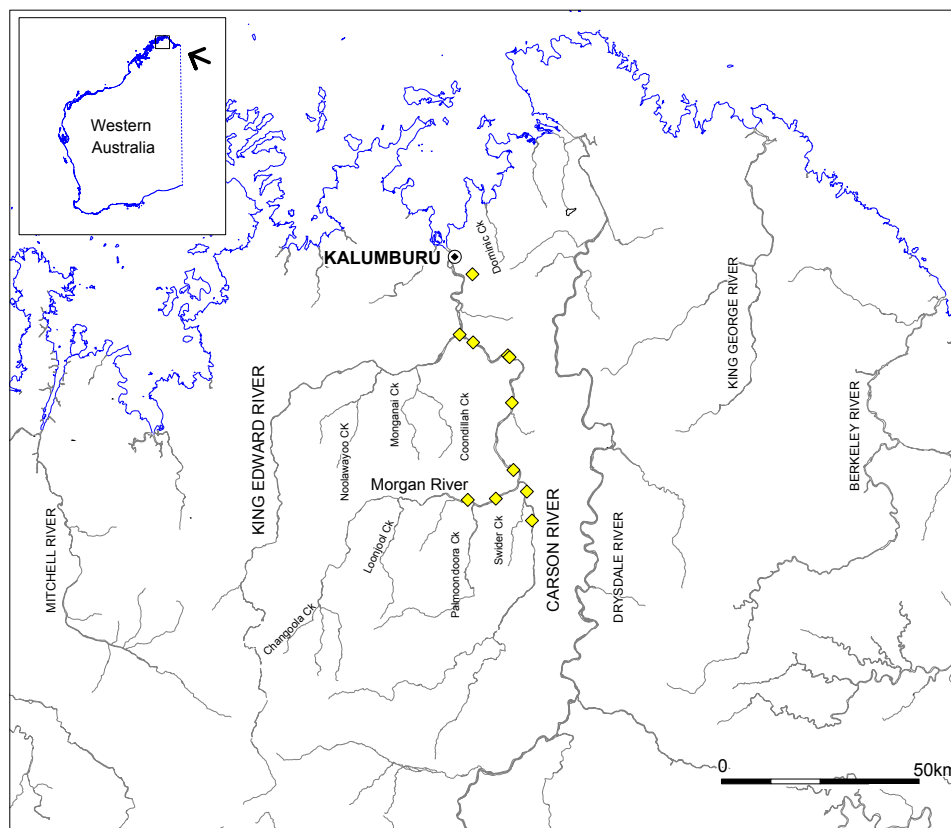 Western
Australia
KALUMBURU
Dominic Ck
KING GEORGE RIVER
KING EDWARD RIVER
Noolawayoo CK
Monganai Ck
Coondillah Ck
BERKELEY RIVER
Morgan River
MITCHELL RIVER
Loonjool Ck
Palmoondoora Ck
Swider Ck
CARSON RIVER
DRYSDALE RIVER
Changoola Ck
0
50km